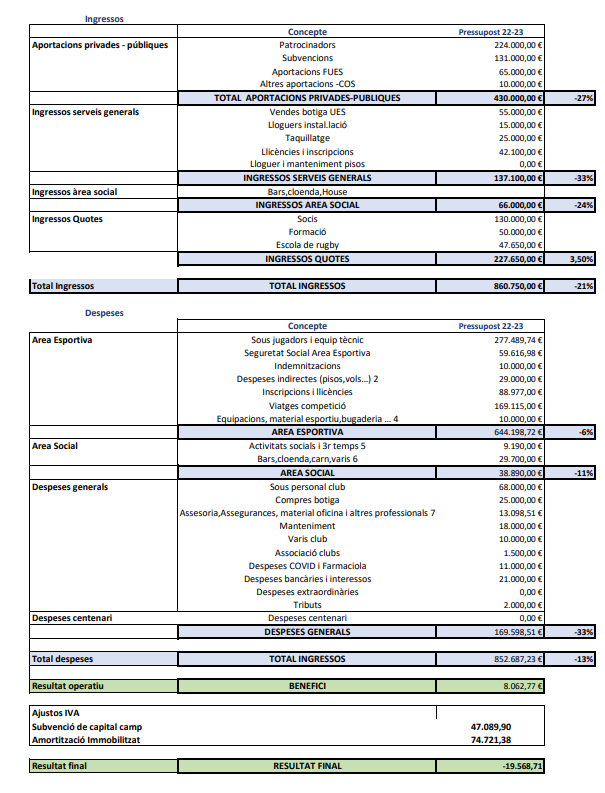 Ingressos
Concepte Pressupost 22-23
Aportacions privades - públiques Patrocinadors 224.000,00 €
Subvencions 131.000,00 €
Aportacions FUES 65.000,00 €
Altres aportacions -COS 10.000,00 €
TOTAL APORTACIONS PRIVADES-PUBLIQUES 430.000,00 € -27%
Ingressos serveis generals Vendes botiga UES 55.000,00 €
Lloguers instal.lació 15.000,00 €
Taquillatge 25.000,00 €
Llicències i inscripcions 42.100,00 €
Lloguer i manteniment pisos 0,00 €
INGRESSOS SERVEIS GENERALS 137.100,00 € -33%
Ingressos àrea social Bars,cloenda,House
INGRESSOS AREA SOCIAL 66.000,00 € -24%
Ingressos Quotes Socis 130.000,00 €
Formació 50.000,00 €
Escola de rugby 47.650,00 €
INGRESSOS QUOTES 227.650,00 € 3,50%
Total Ingressos TOTAL INGRESSOS 860.750,00 € -21%
Despeses
Concepte Pressupost 22-23
Area Esportiva Sous jugadors i equip tècnic 277.489,74 €
Seguretat Social Area Esportiva 59.616,98 €
Indemnitzacions 10.000,00 €
Despeses indirectes (pisos,vols...) 2 29.000,00 €
Inscripcions i llicències 88.977,00 €
Viatges competició 169.115,00 €
Equipacions, material esportiu,bugaderia ... 4 10.000,00 €
AREA ESPORTIVA 644.198,72 € -6%
Area Social Activitats socials i 3r temps 5 9.190,00 €
Bars,cloenda,carn,varis 6 29.700,00 €
AREA SOCIAL 38.890,00 € -11%
Despeses generals Sous personal club 68.000,00 €
Compres botiga 25.000,00 €
Assesoria,Assegurances, material oficina i altres professionals 7 13.098,51 €
Manteniment 18.000,00 €
Varis club 10.000,00 €
Associació clubs 1.500,00 €
Despeses COVID i Farmaciola 11.000,00 €
Despeses bancàries i interessos 21.000,00 €
Despeses extraordinàries 0,00 €
Tributs 2.000,00 €
Despeses centenari Despeses centenari 0,00 €
DESPESES GENERALS 169.598,51 € -33%
Total despeses TOTAL INGRESSOS 852.687,23 € -13%
Resultat operatiu BENEFICI 8.062,77 €
Ajustos IVA
Subvenció de capital camp 47.089,90
Amortització Immobilitzat 74.721,38
Resultat final RESULTAT FINAL -19.568,71